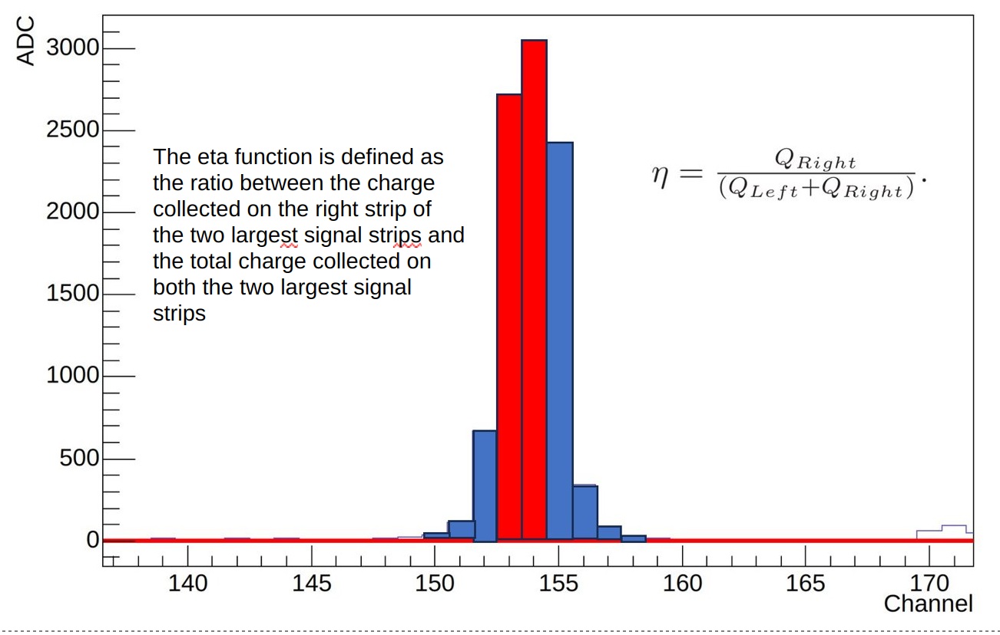 ADC
3000
2500
2000
1500
1000
500
0
The eta function is defined as
the ratio between the charge
collected on the right strip of
the two largest signal strips and
the total charge collected on
both the two largest signal
strips
η = Q_Right / (Q_Left+Q_Right) .
140 145 150 155 160 165 170
Channel